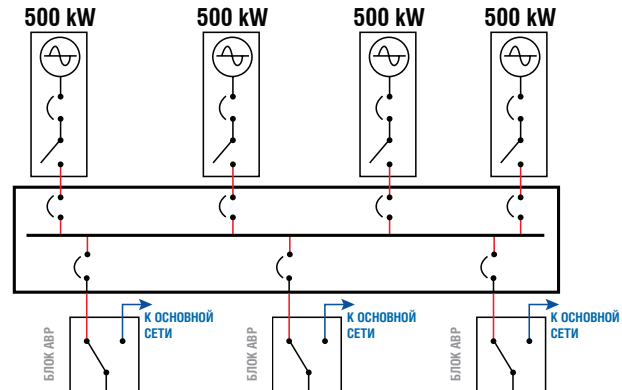 500 kW
500 kW
500 kW
500 kW
К ОСНОВНОЙ
СЕТИ
К ОСНОВНОЙ
СЕТИ
К ОСНОВНОЙ
СЕТИ
БЛОК АВР
БЛОК АВР
БЛОК АВР